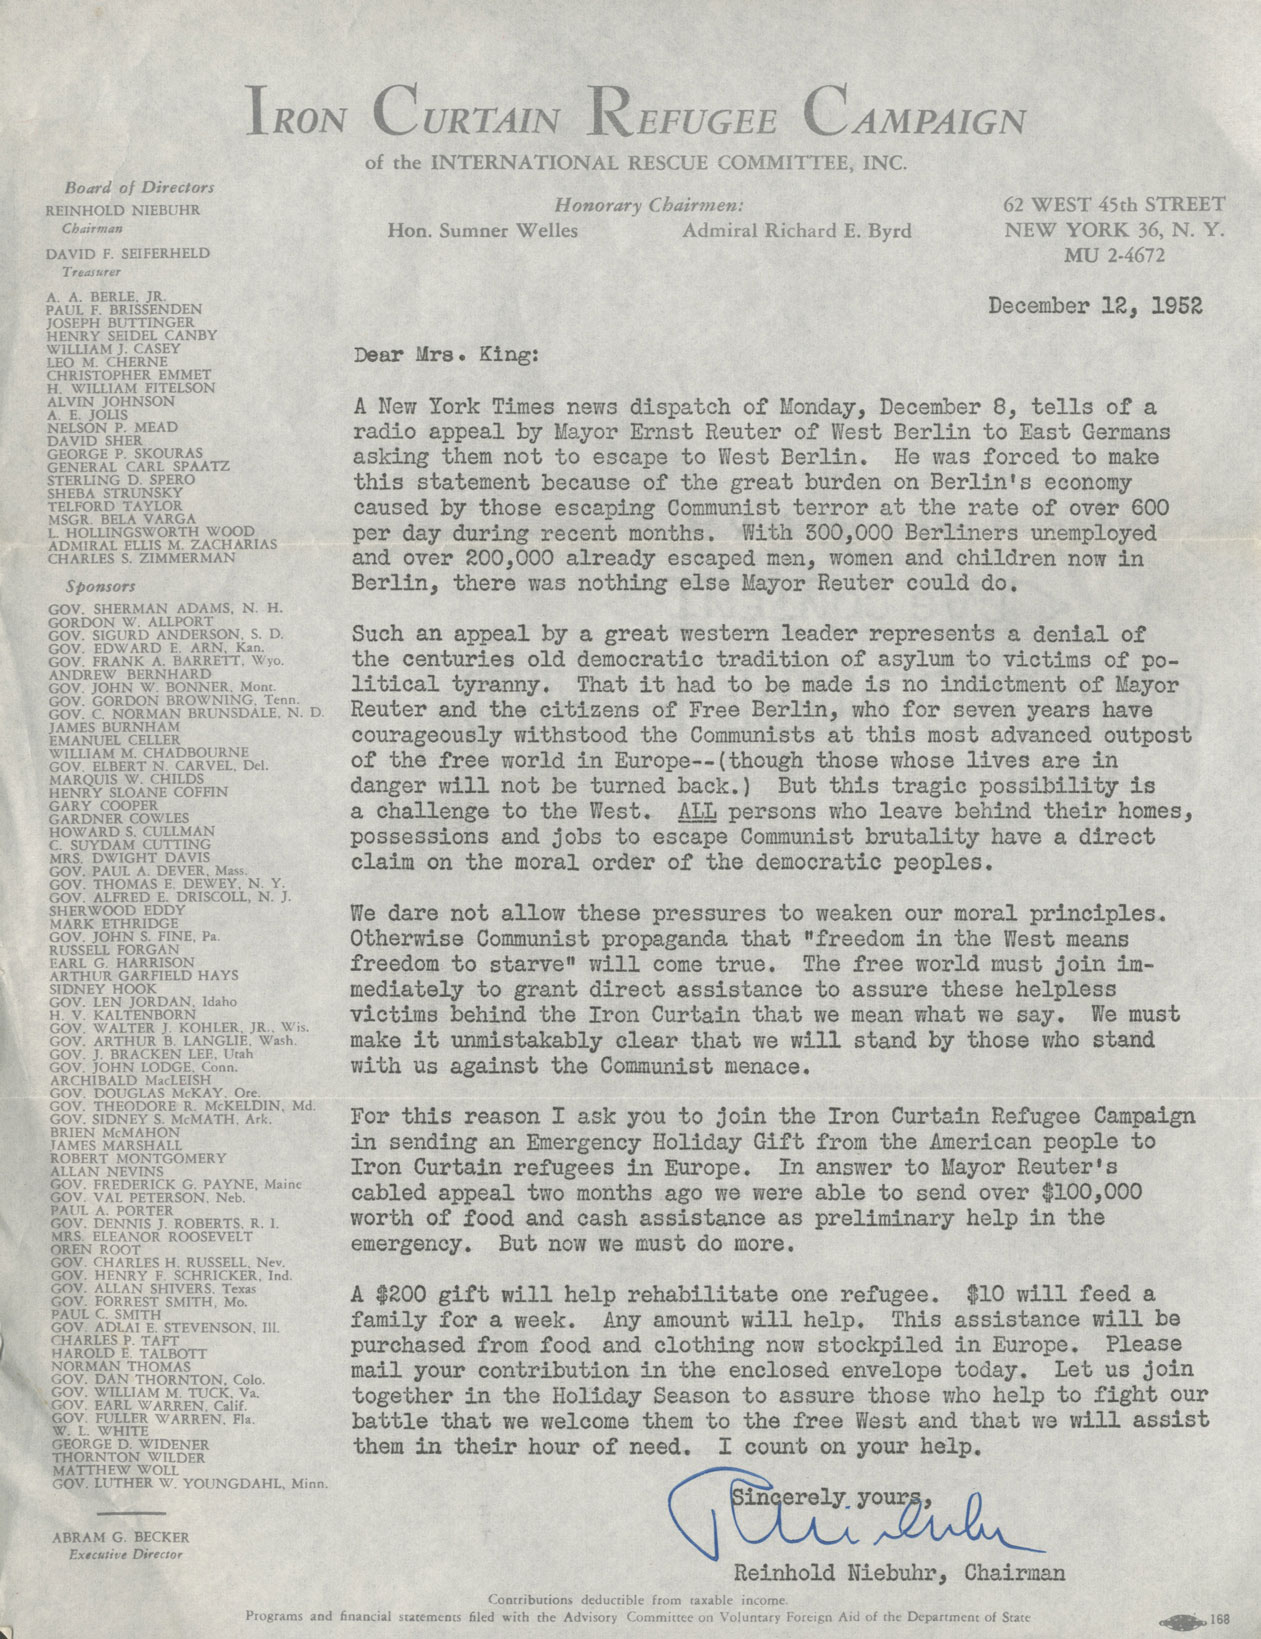 IRON CURTAIN REFUGEE CAMPAIGN
of the INTERNATIONAL RESCUE COMMITTEE, INC.
Honorary Chairmen:
Hon. Sumner Welles Admiral Richard E. Byrd
62 WEST 45th STREET
NEW YORK 36, N. Y.
MU 2-4672
Board of Directors
REINHOLD NIEBUHR
Chairman
DAVID F. SEIFERHELD
Treasurer
A. A. BERLE, JR.
PAUL F. BRISSENDEN
JOSEPH BUTTINGER
HENRY SEIDEL CANBY
WILLIAM J. CASEY
LEO M. CHERNE
CHRISTOPHER EMMET
H. WILLIAM FITELSON
ALVIN JOHNSON
A. E. JOLIS
NELSON P. MEAD
DAVID SHER
GEORGE P. SKOURAS
GENERAL CARL SPAATZ
STERLING D. SPERO
SHEBA STRUNSKY
TELFORD TAYLOR
MSGR. BELA VARGA
L. HOLLINGSWORTH WOOD
ADMIRAL ELLIS M. ZACHARIAS
CHARLES S. ZIMMERMAN
Sponsors
GOV. SHERMAN ADAMS, N. H.
GORDON W. ALLPORT
GOV. SIGURD ANDERSON, S. D.
GOV. EDWARD E. ARN, Kan.
GOV. FRANK A. BARRETT, Wyo.
ANDREW BERNHARD
GOV. JOHN W. BONNER, Mont.
GOV. GORDON BROWNING, Tenn.
GOV. C. NORMAN BRUNSDALE, N. D.
JAMES BURNHAM
EMANUEL CELLER
WILLIAM M. CHADBOURNE
GOV. ELBERT N. CARVEL, Del.
MARQUIS W. CHILDS
HENRY SLOANE COFFIN
GARY COOPER
GARDNER COWLES
HOWARD S. CULLMAN
C. SUYDAM CUTTING
MRS. DWIGHT DAVIS
GOV. PAUL A. DEVER, Mass.
GOV. THOMAS E. DEWEY, N. Y.
GOV. ALFRED E. DRISCOLL, N. J.
SHERWOOD EDDY
MARK ETHRIDGE
GOV. JOHN S. FINE, Pa.
RUSSELL FORGAN
EARL G. HARRISON
ARTHUR GARFIELD HAYS
SIDNEY HOOK
GOV. LEN JORDAN, Idaho
H. V. KALTENBORN
GOV. WALTER J. KOHLER, JR., Wis.
GOV. ARTHUR B. LANGLIE, Wash.
GOV. J. BRACKEN LEE, Utah
GOV. JOHN LODGE, Conn.
ARCHIBALD MacLEISH
GOV. DOUGLAS McKAY, Ore.
GOV. THEODORE R. McKELDIN, Md.
GOV. SIDNEY S. McMATH, Ark.
BRIEN McMAHON
JAMES MARSHALL
ROBERT MONTGOMERY
ALLAN NEVINS
GOV. FREDERICK G. PAYNE, Maine
GOV. VAL PETERSON, Neb.
PAUL A. PORTER
GOV. DENNIS J. ROBERTS, R. I.
MRS. ELEANOR ROOSEVELT
OREN ROOT
GOV. CHARLES H. RUSSELL, Nev.
GOV. HENRY F. SCHRICKER, Ind.
GOV. ALLAN SHIVERS, Texas
GOV. FORREST SMITH, Mo.
PAUL C. SMITH
GOV. ADLAI E. STEVENSON, Ill.
CHARLES P. TAFT
HAROLD E. TALBOTT
NORMAN THOMAS
GOV. DAN THORNTON, Colo.
GOV. WILLIAM M. TUCK, Va.
GOV. EARL WARREN, Calif.
GOV. FULLER WARREN, Fla.
W. L. WHITE
GEORGE D. WIDENER
THORNTON WILDER
MATTHEW WOLL
GOV. LUTHER W. YOUNGDAHL, Minn.
ABRAM G. BECKER
Executive Director
December 12, 1952
Dear Mrs. King:
A New York Times news dispatch of Monday, December 8, tells of a
radio appeal by Mayor Ernst Reuter of West Berlin to East Germans
asking them not to escape to West Berlin. He was forced to make
this statement because of the great burden on Berlin's economy
caused by those escaping Communist terror at the rate of over 600
per day during recent months. With 300,000 Berliners unemployed
and over 200,000 already escaped men, women and children now in
Berlin, there was nothing else Mayor Reuter could do.
Such an appeal by a great western leader represents a denial of
the centuries old democratic tradition of asylum to victims of po-
litical tyranny. That it had to be made is no indictment of Mayor
Reuter and the citizens of Free Berlin, who for seven years have
courageously withstood the Communists at this most advanced outpost
of the free world in Europe--(though those whose lives are in
danger will not be turned back.) But this tragic possibility is
a challenge to the West. ALL persons who leave behind their homes,
possessions and jobs to escape Communist brutality have a direct
claim on the moral order of the democratic peoples.
We dare not allow these pressures to weaken our moral principles.
Otherwise Communist propaganda that "freedom in the West means
freedom to starve" will come true. The free world must join im-
mediately to grant direct assistance to assure these helpless
victims behind the Iron Curtain that we mean what we say. We must
make it unmistakably clear that we will stand by those who stand
with us against the Communist menace.
For this reason I ask you to join the Iron Curtain Refugee Campaign
in sending an Emergency Holiday Gift from the American people to
Iron Curtain refugees in Europe. In answer to Mayor Reuter's
cabled appeal two months ago we were able to send over $100,000
worth of food and cash assistance as preliminary help in the
emergency. But now we must do more.
A $200 gift will help rehabilitate one refugee. $10 will feed a
family for a week. Any amount will help. This assistance will be
purchased from food and clothing now stockpiled in Europe. Please
mail your contribution in the enclosed envelope today. Let us join
together in the Holiday Season to assure those who help to fight our
battle that we welcome them to the free West and that we will assist
them in their hour of need. I count on your help.
Sincerely yours,
RNiebuhr
Reinhold Niebuhr, Chairman
Contributions deductible from taxable income.
Programs and financial statements filed with the Advisory Committee on Voluntary Foreign Aid of the Department of State
168